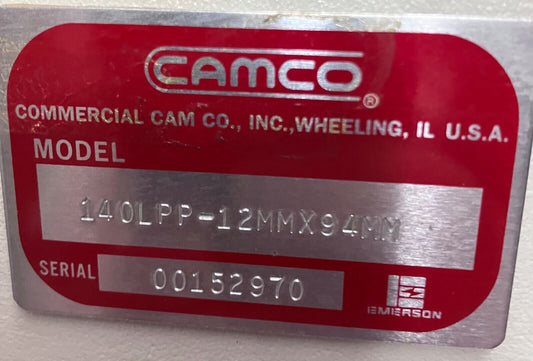 CAMCO
®
COMMERCIAL CAM CO., INC., WHEELING, IL U.S.A.
MODEL
140LPP-12MMX94MM
SERIAL 00152970
EMERSON